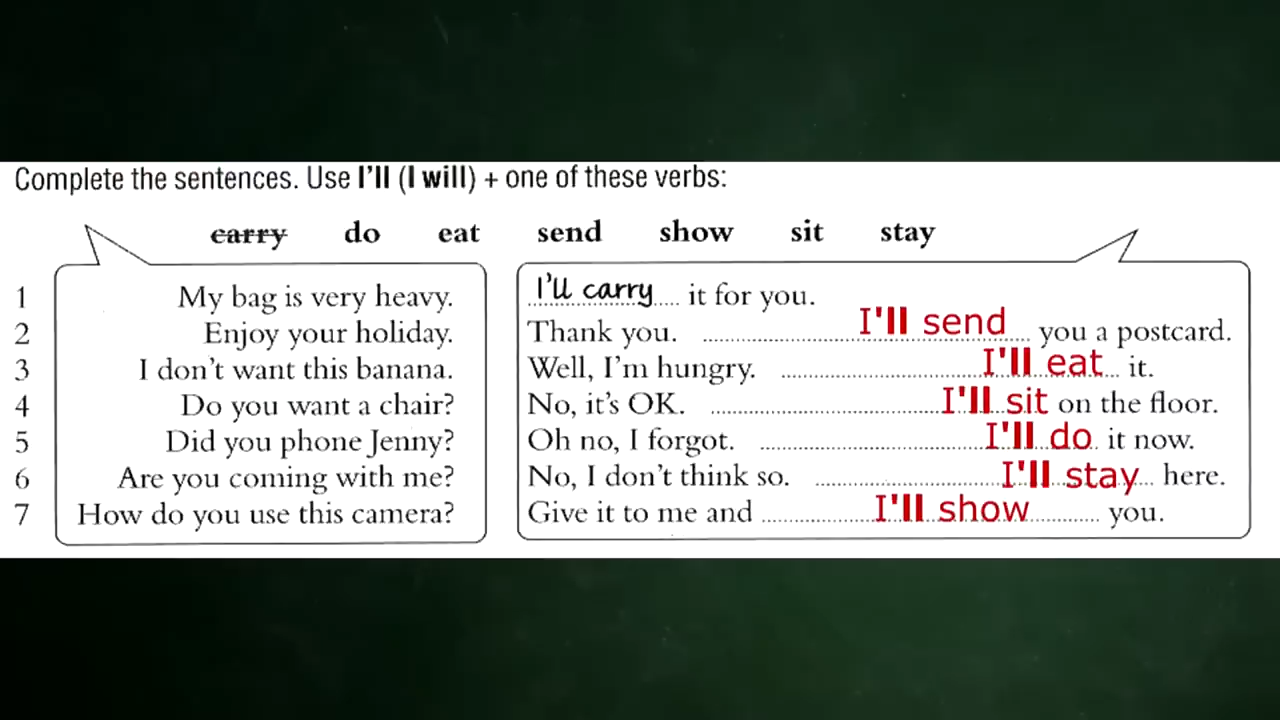 Complete the sentences. Use I'll (I will) + one of these verbs:
carry do eat send show sit stay
1 My bag is very heavy. I'll carry it for you.
2 Enjoy your holiday. Thank you. I'll send you a postcard.
3 I don't want this banana. Well, I'm hungry. I'll eat it.
4 Do you want a chair? No, it's OK. I'll sit on the floor.
5 Did you phone Jenny? Oh no, I forgot. I'll do it now.
6 Are you coming with me? No, I don't think so. I'll stay here.
7 How do you use this camera? Give it to me and I'll show you.